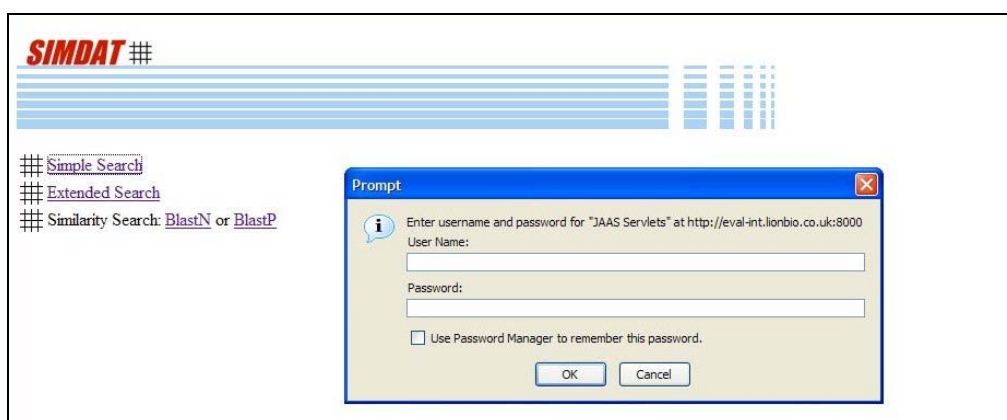 SIMDAT
Simple Search
Extended Search
Similarity Search: BlastN or BlastP
Prompt
Enter username and password for "JAAS Servlets" at http://eval-int.lionbio.co.uk:8000
User Name:
Password:
Use Password Manager to remember this password.
OK Cancel